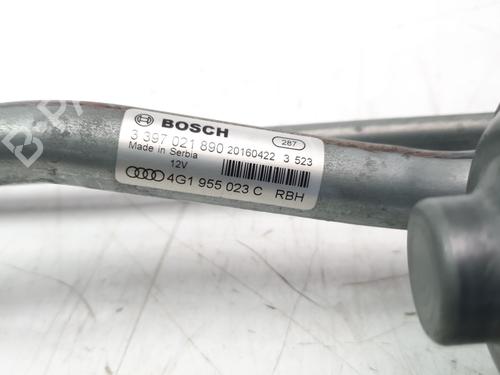 BOSCH
287
3 397 021 890 20160422 3 523
Made in Serbia
12V
4G1 955 023 C RBH